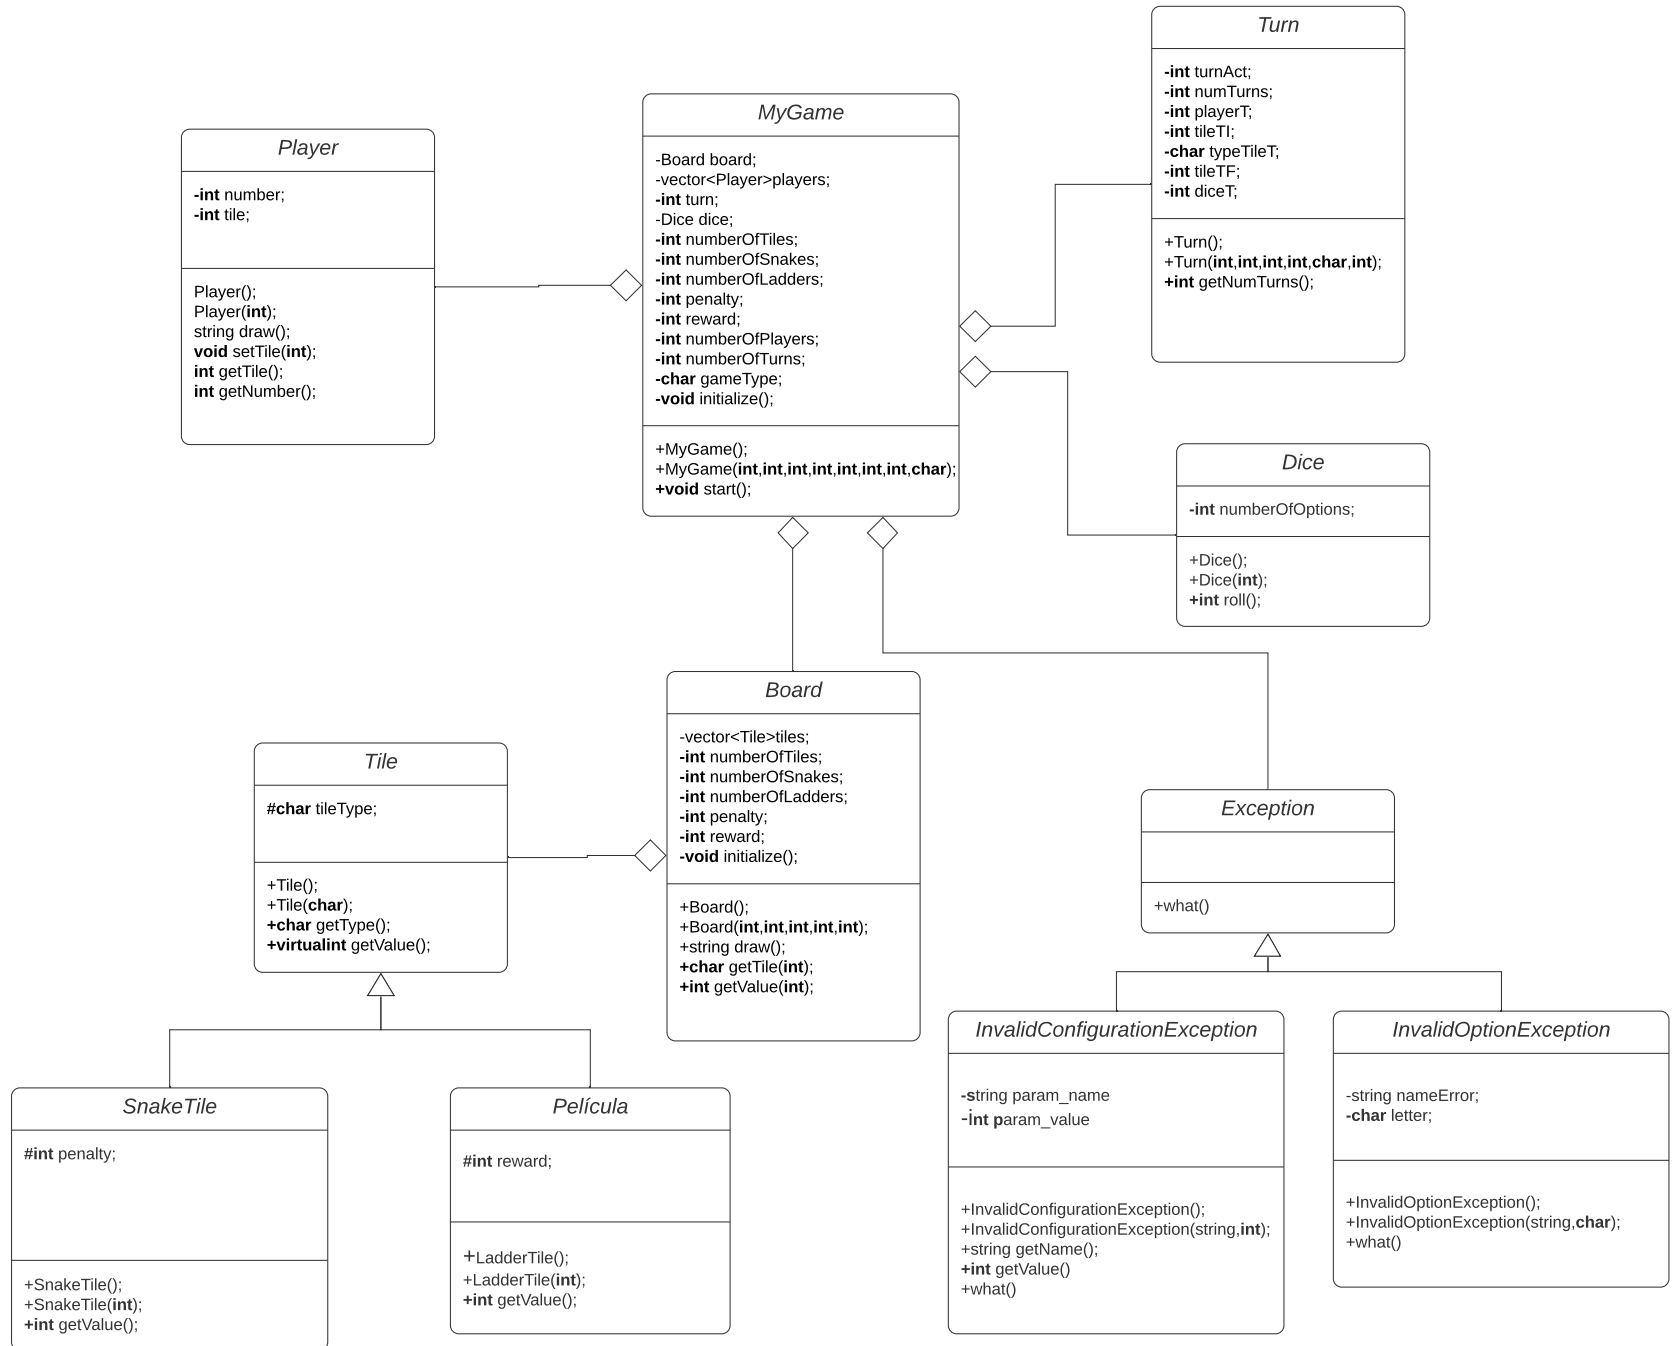 Turn
-int turnAct;
-int numTurns;
-int playerT;
-int tileTI;
-char typeTileT;
-int tileTF;
-int diceT;
+Turn();
+Turn(int,int,int,int,char,int);
+int getNumTurns();
MyGame
-Board board;
-vector<Player>players;
-int turn;
-Dice dice;
-int numberOfTiles;
-int numberOfSnakes;
-int numberOfLadders;
-int penalty;
-int reward;
-int numberOfPlayers;
-int numberOfTurns;
-char gameType;
-void initialize();
+MyGame();
+MyGame(int,int,int,int,int,int,int,char);
+void start();
Player
-int number;
-int tile;
Player();
Player(int);
string draw();
void setTile(int);
int getTile();
int getNumber();
Dice
-int numberOfOptions;
+Dice();
+Dice(int);
+int roll();
Board
-vector<Tile>tiles;
-int numberOfTiles;
-int numberOfSnakes;
-int numberOfLadders;
-int penalty;
-int reward;
-void initialize();
+Board();
+Board(int,int,int,int,int);
+string draw();
+char getTile(int);
+int getValue(int);
Tile
#char tileType;
+Tile();
+Tile(char);
+char getType();
+virtualint getValue();
Exception
+what()
SnakeTile
#int penalty;
+SnakeTile();
+SnakeTile(int);
+int getValue();
Película
#int reward;
+LadderTile();
+LadderTile(int);
+int getValue();
InvalidConfigurationException
-string param_name
-int param_value
+InvalidConfigurationException();
+InvalidConfigurationException(string,int);
+string getName();
+int getValue()
+what()
InvalidOptionException
-string nameError;
-char letter;
+InvalidOptionException();
+InvalidOptionException(string,char);
+what()